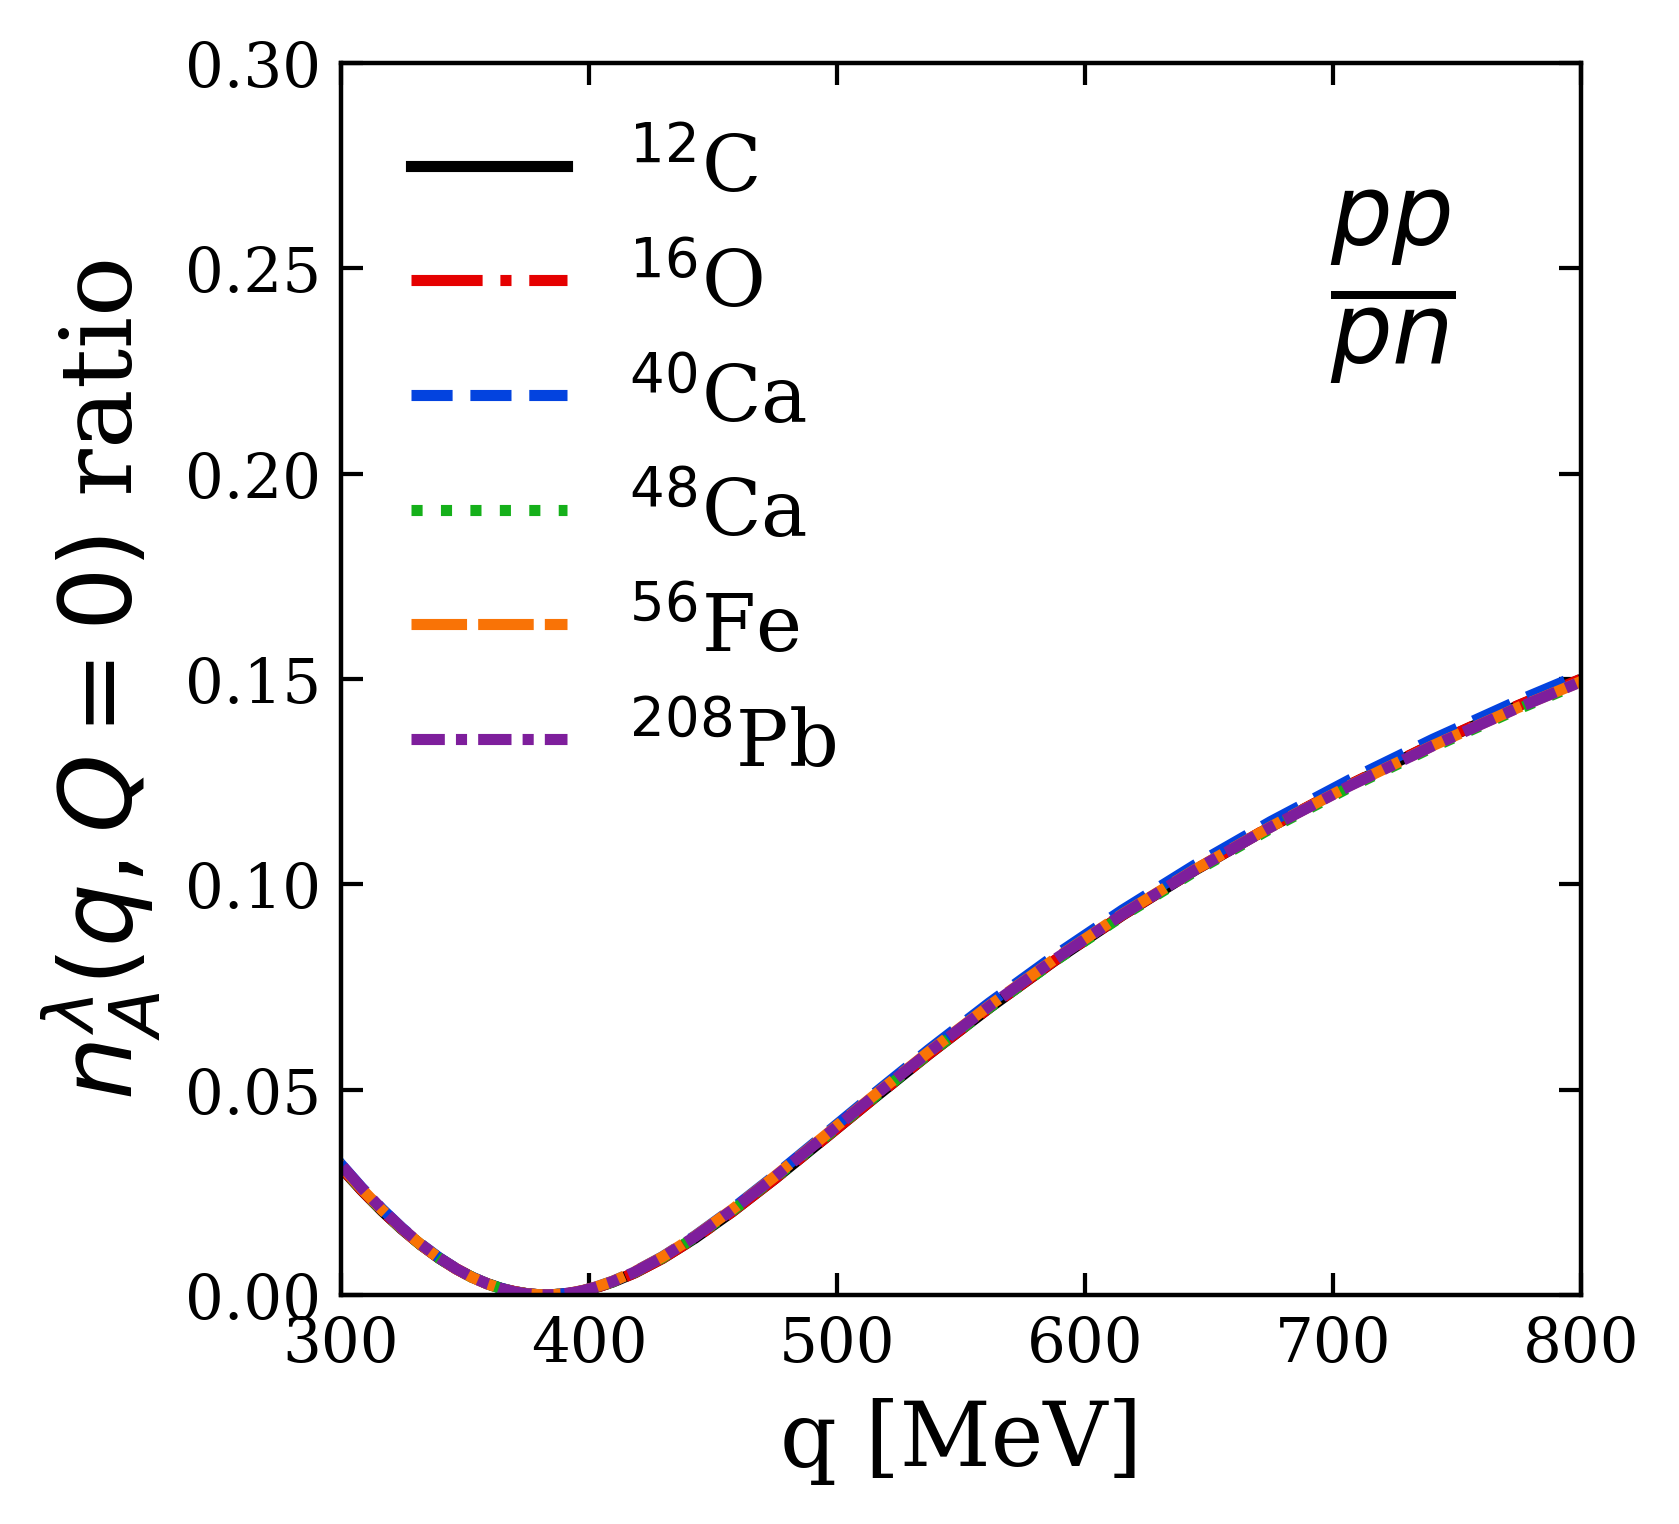 0.30
0.25
0.20
0.15
0.10
0.05
0.00
300 400 500 600 700 800
q [MeV]
n_A^λ(q, Q = 0) ratio
¹²C
¹⁶O
⁴⁰Ca
⁴⁸Ca
⁵⁶Fe
²⁰⁸Pb
pp
pn